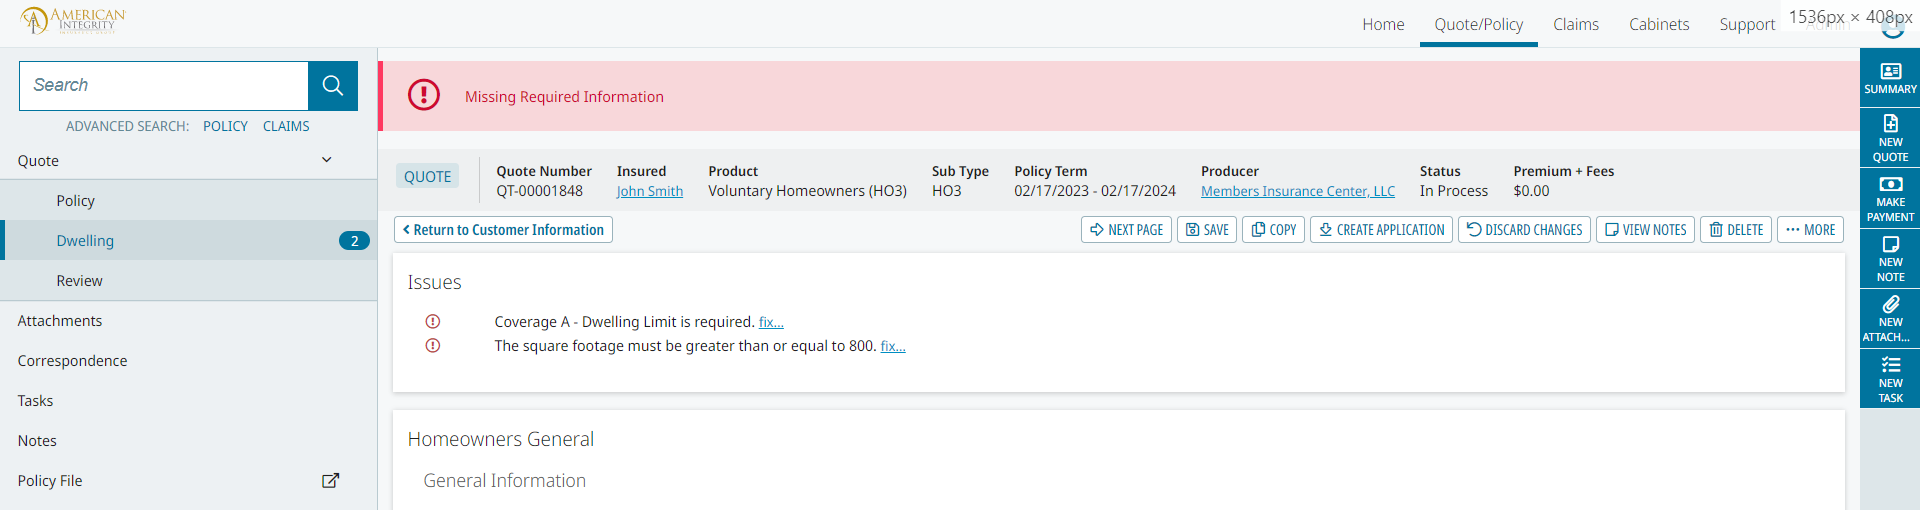 AMERICAN
INTEGRITY
Home Quote/Policy Claims Cabinets Support
1536px × 408px
Search
ADVANCED SEARCH: POLICY CLAIMS
Quote
Policy
Dwelling 2
Review
Attachments
Correspondence
Tasks
Notes
Policy File
Missing Required Information
QUOTE
Quote Number Insured Product Sub Type Policy Term Producer Status Premium + Fees
QT-00001848 John Smith Voluntary Homeowners (HO3) HO3 02/17/2023 - 02/17/2024 Members Insurance Center, LLC In Process $0.00
Return to Customer Information NEXT PAGE SAVE COPY CREATE APPLICATION DISCARD CHANGES VIEW NOTES DELETE MORE
Issues
Coverage A - Dwelling Limit is required. fix...
The square footage must be greater than or equal to 800. fix...
Homeowners General
General Information
SUMMARY
NEW
QUOTE
MAKE
PAYMENT
NEW
NOTE
NEW
ATTACH...
NEW
TASK